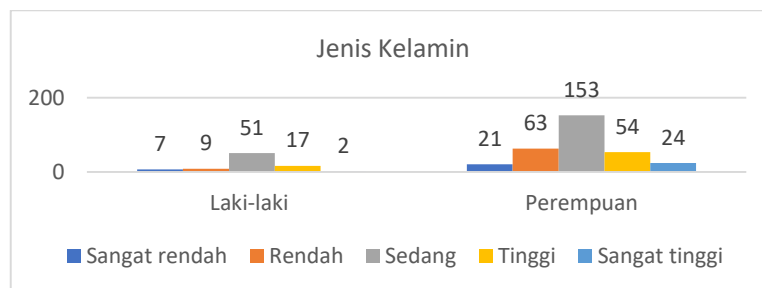 Jenis Kelamin
200
0
7 9 51 17 2
21 63 153 54 24
Laki-laki Perempuan
Sangat rendah Rendah Sedang Tinggi Sangat tinggi